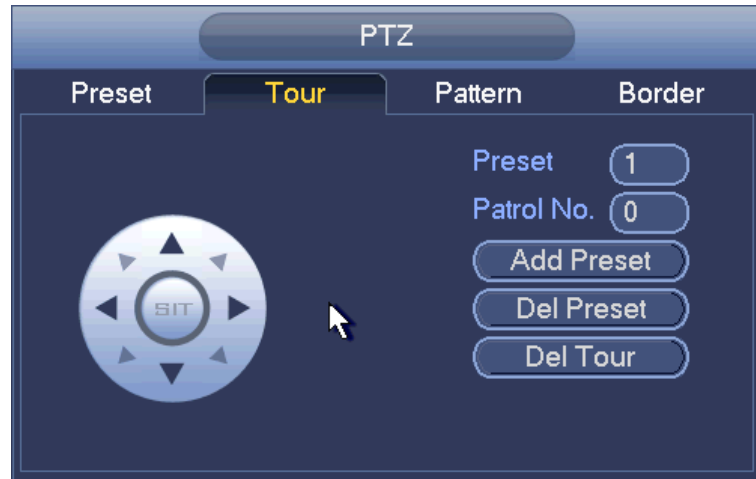 PTZ
Preset Tour Pattern Border
Preset 1
Patrol No. 0
Add Preset
SIT
Del Preset
Del Tour